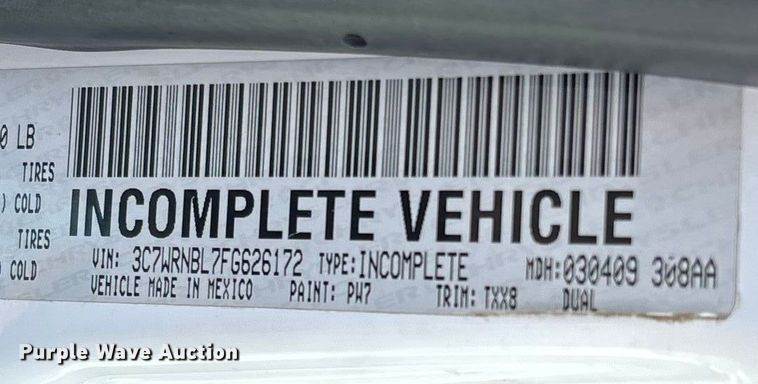 0 LB
TIRES
) COLD
TIRES
COLD
INCOMPLETE VEHICLE
VIN: 3C7WRNBL7FG626172 TYPE: INCOMPLETE MDH: 030409 308AA
VEHICLE MADE IN MEXICO PAINT: PW7 TRIM: TXX8 DUAL
Purple Wave Auction